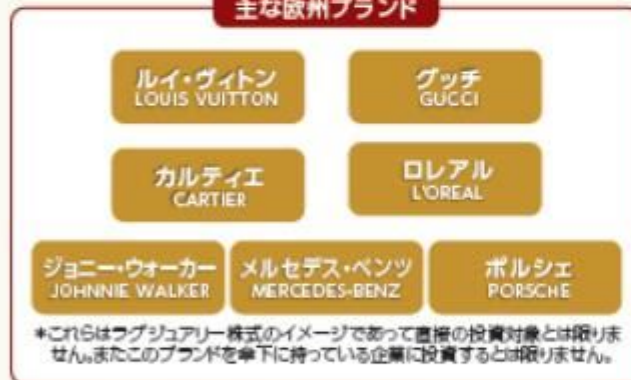 主な欧州ブランド
ルイ・ヴィトン
LOUIS VUITTON
グッチ
GUCCI
カルティエ
CARTIER
ロレアル
L'OREAL
ジョニー・ウォーカー
JOHNNIE WALKER
メルセデス・ベンツ
MERCEDES-BENZ
ポルシェ
PORSCHE
*これらはラグジュアリー株式のイメージであって直接の投資対象とは限りま
せん。またこのブランドを傘下に持っている企業に投資するとは限りません。